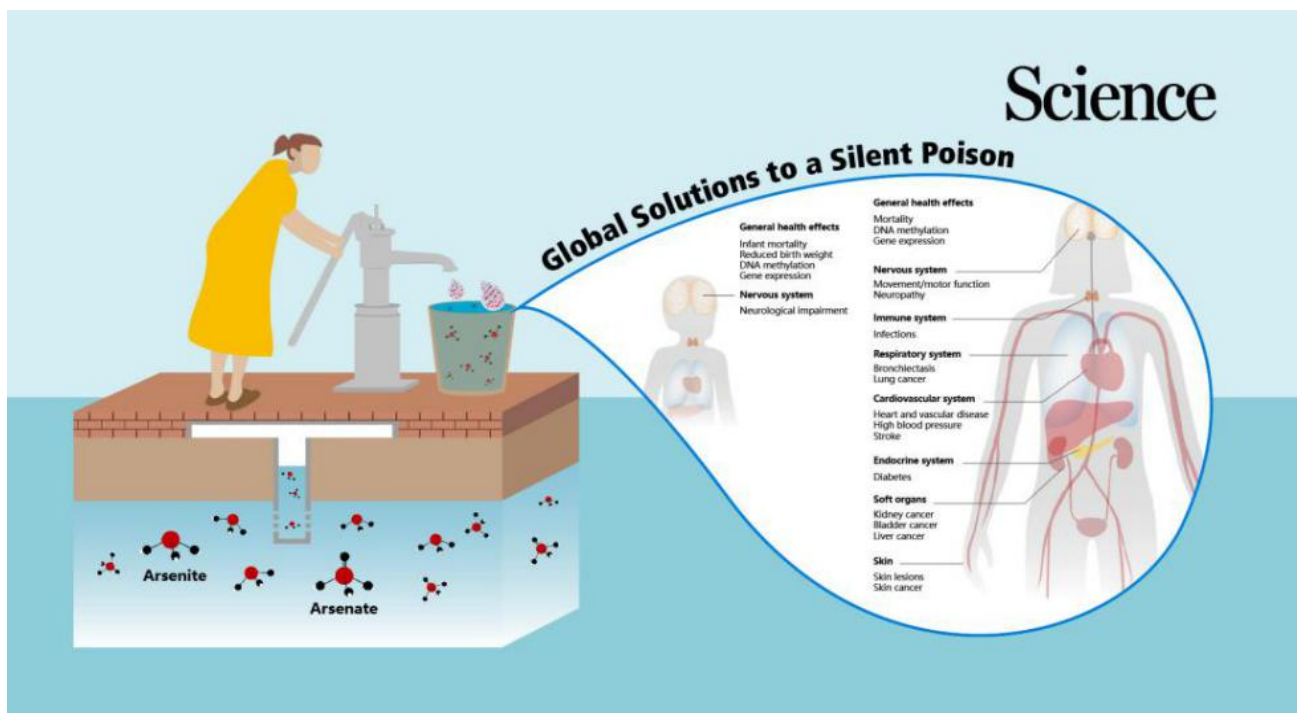 Science
Global Solutions to a Silent Poison
General health effects
Infant mortality
Reduced birth weight
DNA methylation
Gene expression
Nervous system
Neurological impairment
General health effects
Mortality
DNA methylation
Gene expression
Nervous system
Movement/motor function
Neuropathy
Immune system
Infections
Respiratory system
Bronchiectasis
Lung cancer
Cardiovascular system
Heart and vascular disease
High blood pressure
Stroke
Endocrine system
Diabetes
Soft organs
Kidney cancer
Bladder cancer
Liver cancer
Skin
Skin lesions
Skin cancer
Arsenite
Arsenate